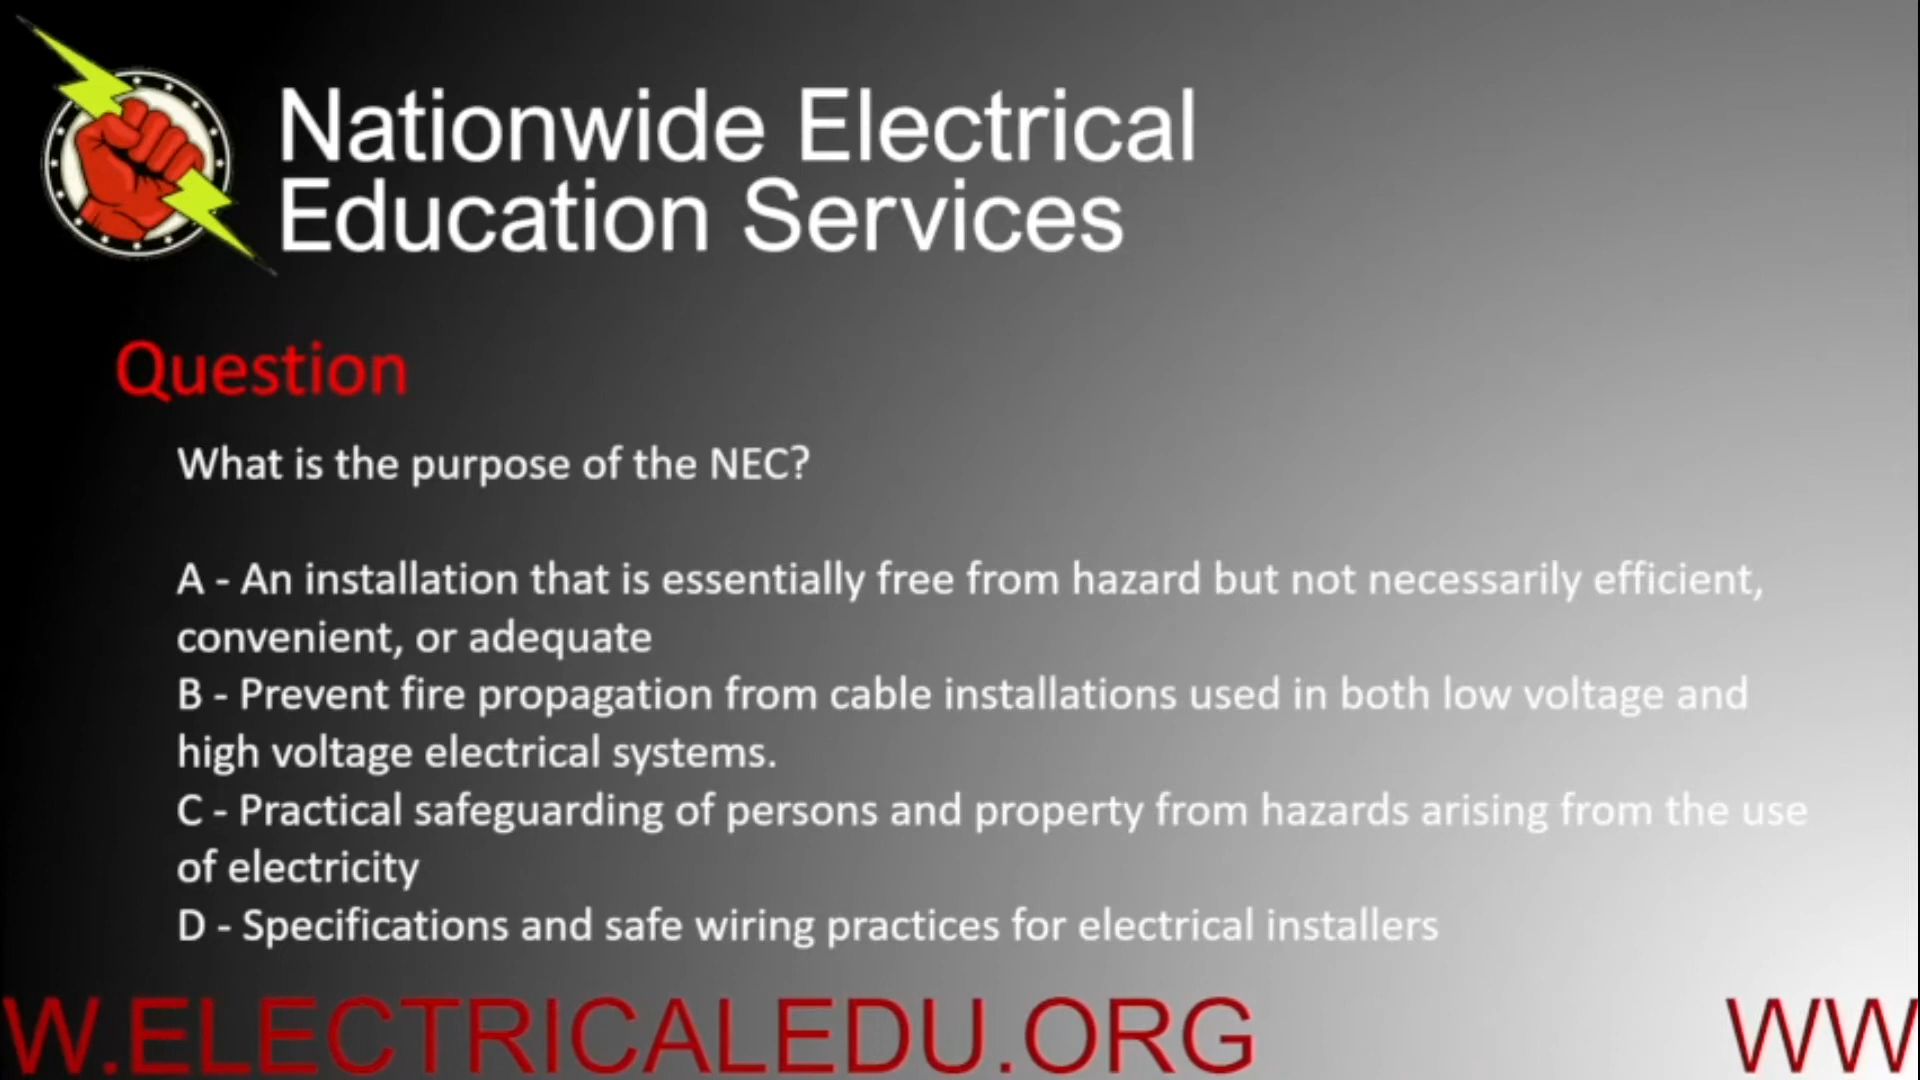 Nationwide Electrical
Education Services
Question
What is the purpose of the NEC?
A - An installation that is essentially free from hazard but not necessarily efficient,
convenient, or adequate
B - Prevent fire propagation from cable installations used in both low voltage and
high voltage electrical systems.
C - Practical safeguarding of persons and property from hazards arising from the use
of electricity
D - Specifications and safe wiring practices for electrical installers
W.ELECTRICALEDU.ORG WW